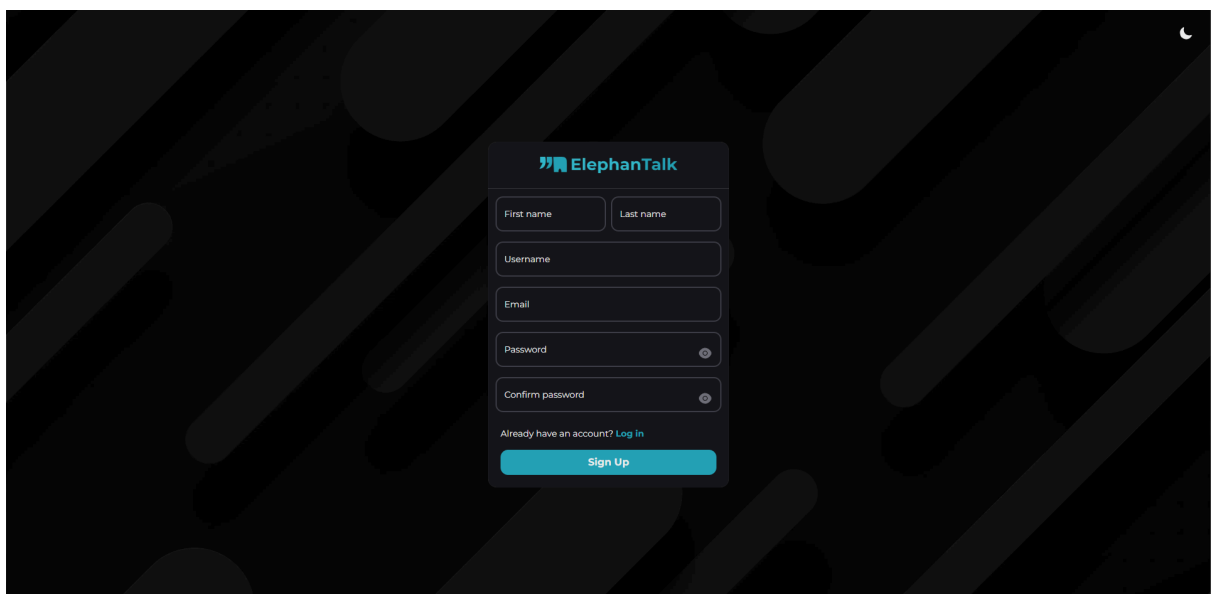 ElephanTalk
First name Last name
Username
Email
Password
Confirm password
Already have an account? Log in
Sign Up